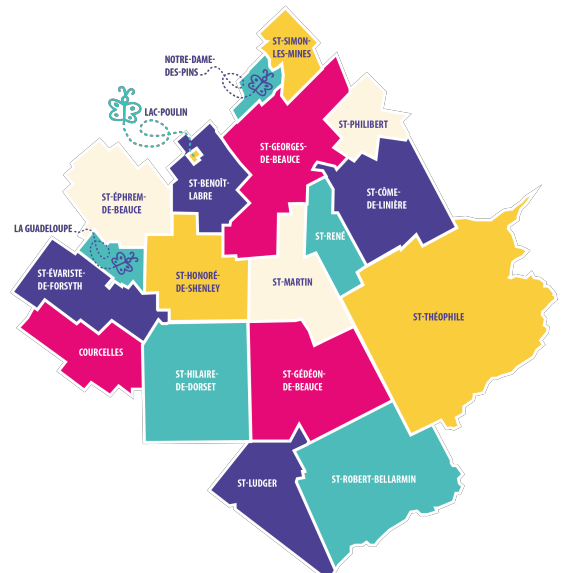 ST-SIMON-
LES-MINES
NOTRE-DAME-
DES-PINS
LAC-POULIN
ST-PHILIBERT
ST-GEORGES-
DE-BEAUCE
ST-BENOÎT-
LABRE
ST-CÔME-
DE-LINIÈRE
ST-ÉPHREM-
DE-BEAUCE
LA GUADELOUPE
ST-RENÉ
ST-ÉVARISTE-
DE-FORSYTH
ST-HONORÉ-
DE-SHENLEY
ST-MARTIN
ST-THÉOPHILE
COURCELLES
ST-HILAIRE-
DE-DORSET
ST-GÉDÉON-
DE-BEAUCE
ST-LUDGER
ST-ROBERT-BELLARMIN